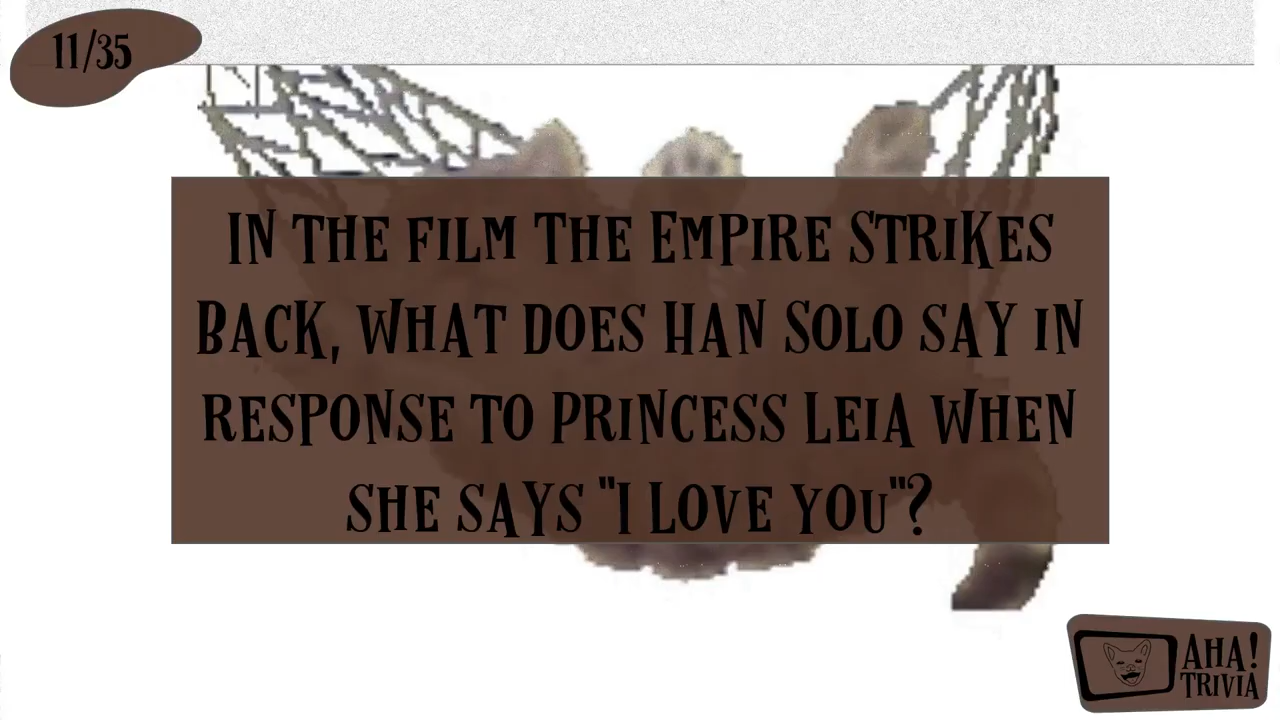 11/35
IN THE FILM THE EMPIRE STRIKES
BACK, WHAT DOES HAN SOLO SAY IN
RESPONSE TO PRINCESS LEIA WHEN
SHE SAYS "I LOVE YOU"?
AHA!
TRIVIA